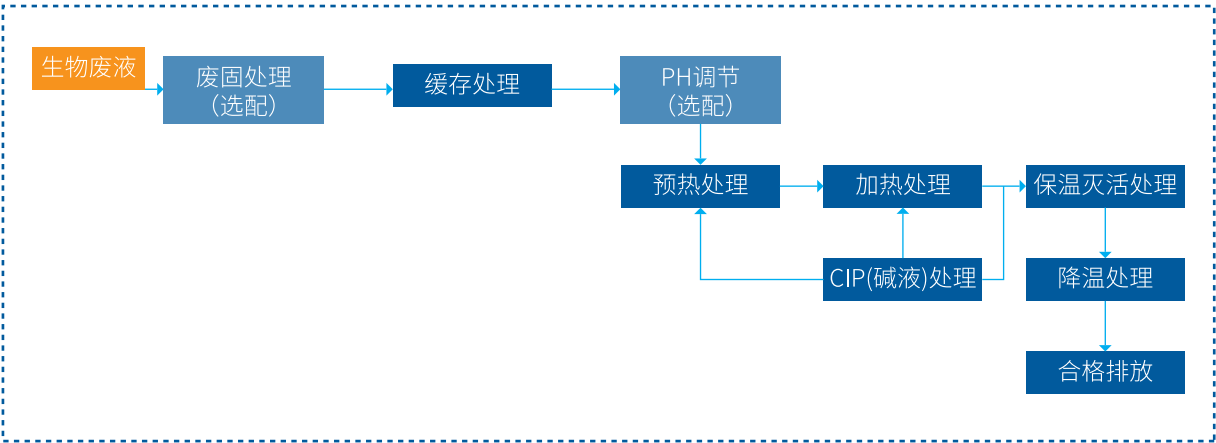 生物废液
废固处理
(选配)
缓存处理
PH调节
(选配)
预热处理
加热处理
保温灭活处理
CIP(碱液)处理
降温处理
合格排放